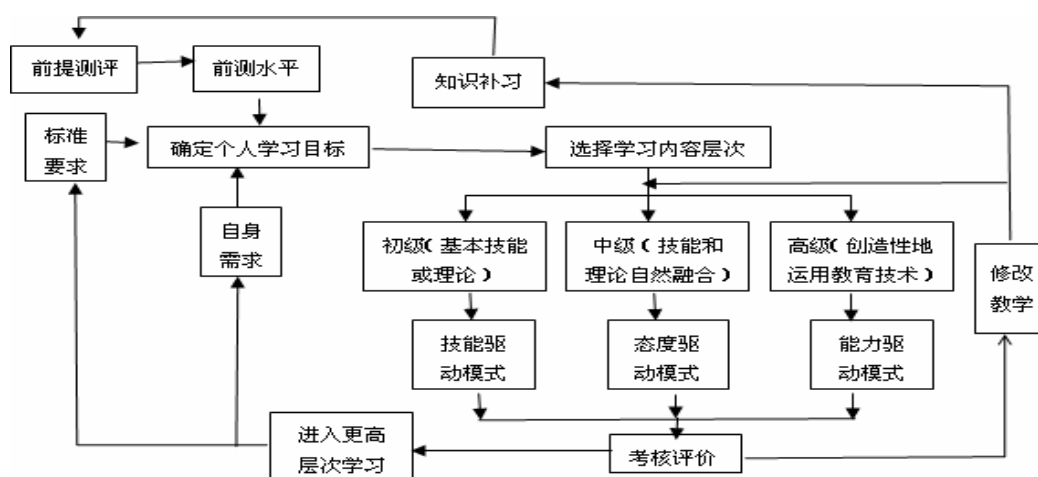 前提测评
前测水平
知识补习
标准
要求
确定个人学习目标
选择学习内容层次
自身
需求
初级（基本技能
或理论）
中级（技能和
理论自然融合）
高级（创造性地
运用教育技术）
修改
教学
技能驱
动模式
态度驱
动模式
能力驱
动模式
进入更高
层次学习
考核评价